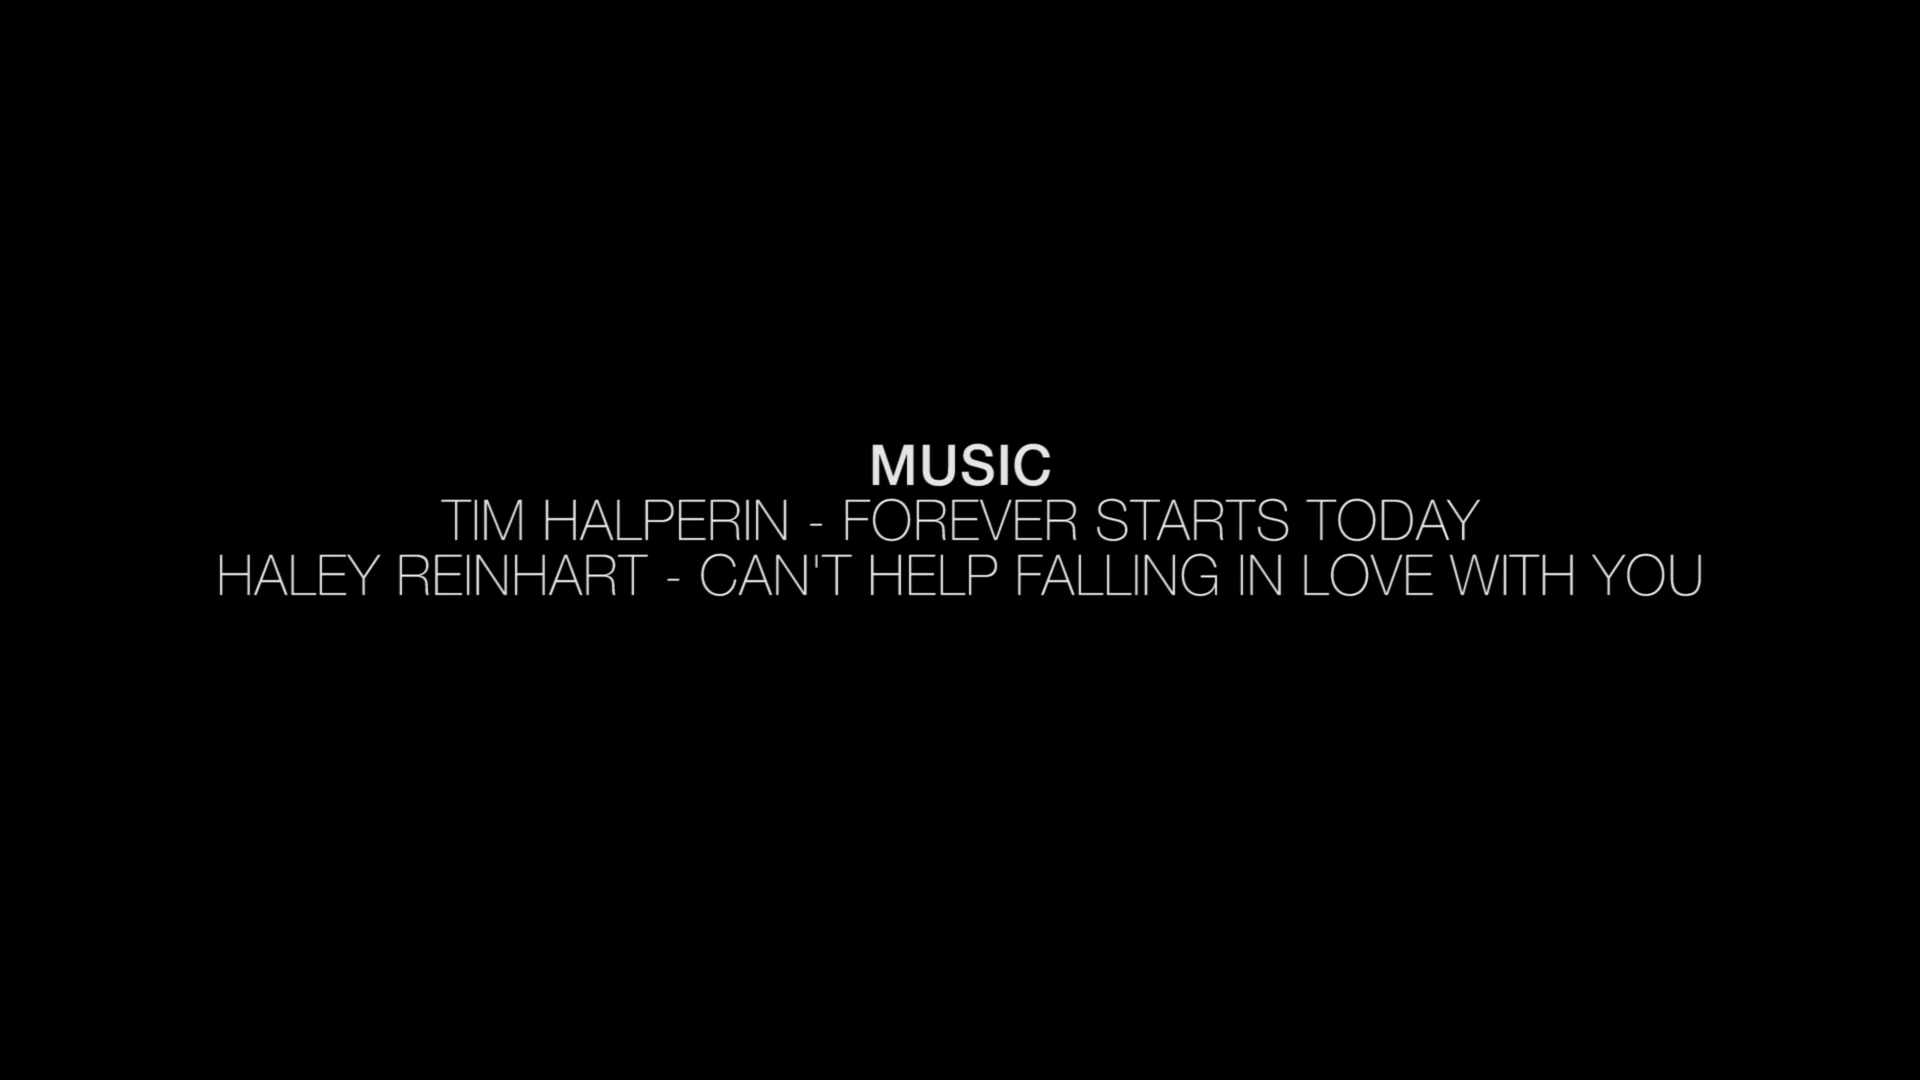 MUSIC
TIM HALPERIN - FOREVER STARTS TODAY
HALEY REINHART - CAN'T HELP FALLING IN LOVE WITH YOU